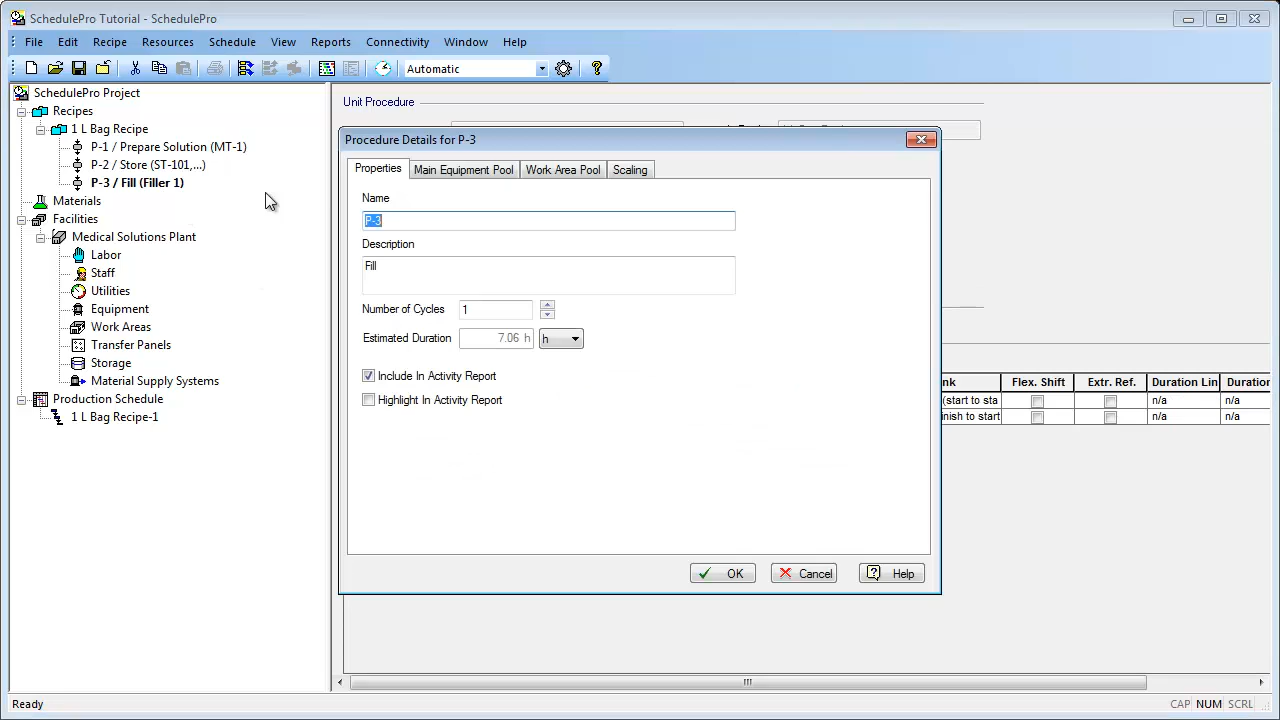 SchedulePro Tutorial - SchedulePro
File Edit Recipe Resources Schedule View Reports Connectivity Window Help
Automatic
SchedulePro Project
Recipes
1 L Bag Recipe
P-1 / Prepare Solution (MT-1)
P-2 / Store (ST-101,...)
P-3 / Fill (Filler 1)
Materials
Facilities
Medical Solutions Plant
Labor
Staff
Utilities
Equipment
Work Areas
Transfer Panels
Storage
Material Supply Systems
Production Schedule
1 L Bag Recipe-1
Unit Procedure
Procedure Details for P-3
Properties Main Equipment Pool Work Area Pool Scaling
Name
P-3
Description
Fill
Number of Cycles 1
Estimated Duration 7.06 h h
Include In Activity Report
Highlight In Activity Report
OK Cancel Help
nk Flex. Shift Extr. Ref. Duration Lin Duration
(start to sta n/a n/a
inish to start n/a n/a
Ready
CAP NUM SCRL